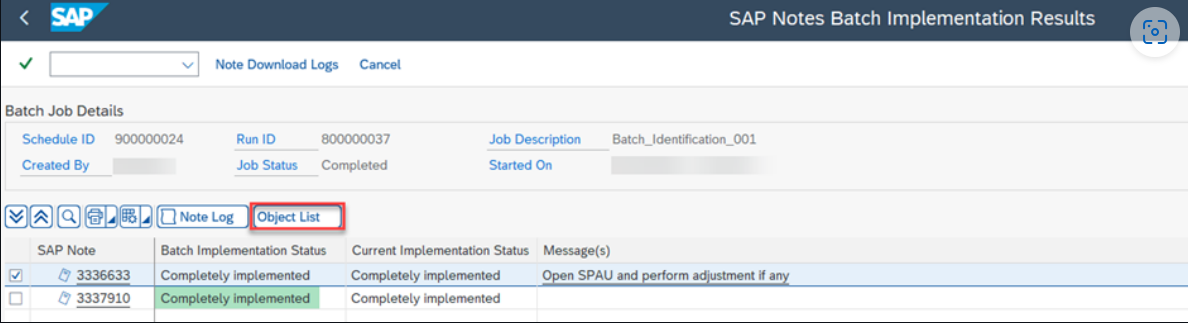 SAP SAP Notes Batch Implementation Results
Note Download Logs Cancel
Batch Job Details
Schedule ID 900000024 Run ID 800000037 Job Description Batch_Identification_001
Created By Job Status Completed Started On
Note Log Object List
SAP Note Batch Implementation Status Current Implementation Status Message(s)
3336633 Completely implemented Completely implemented Open SPAU and perform adjustment if any
3337910 Completely implemented Completely implemented